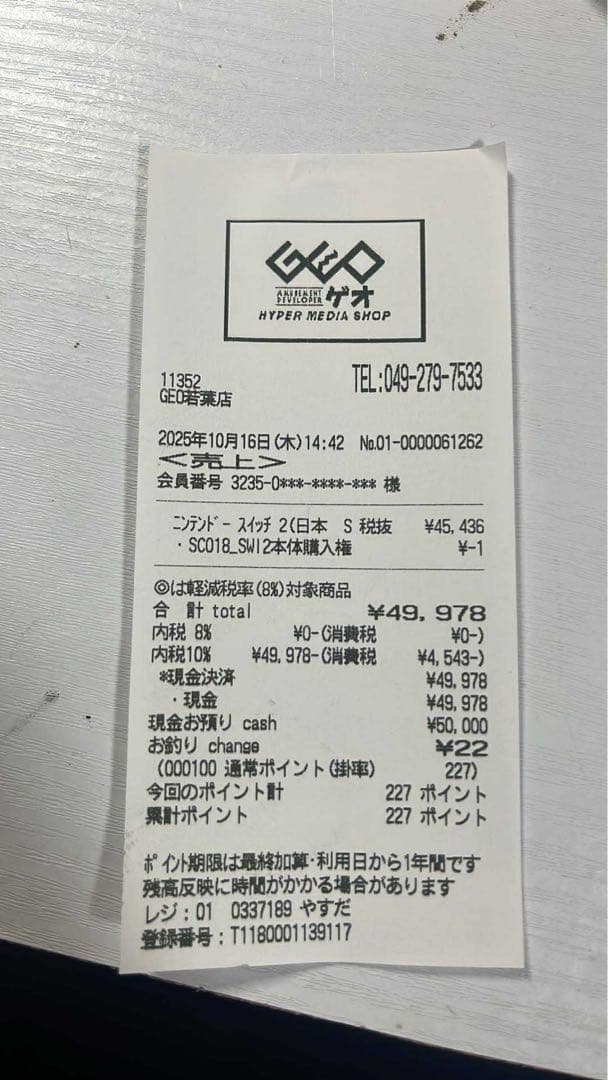 GEO
AMUSEMENT DEVELOPER ゲオ
HYPER MEDIA SHOP
TEL:049-279-7533
11352
GEO若葉店
2025年10月16日(木)14:42 №01-0000061262
<売上>
会員番号 3235-0***-****-*** 様
ニンテンドー スイッチ 2(日本 S 税抜 ¥45,436
・SC018_SWI2本体購入権 ¥-1
◎は軽減税率(8%)対象商品
合 計 total ¥49,978
内税 8% ¥0-(消費税 ¥0-)
内税10% ¥49,978-(消費税 ¥4,543-)
*現金決済 ¥49,978
・現金 ¥49,978
現金お預り cash ¥50,000
お釣り change ¥22
(000100 通常ポイント(掛率) 227)
今回のポイント計 227 ポイント
累計ポイント 227 ポイント
ポイント期限は最終加算・利用日から1年間です
残高反映に時間がかかる場合があります
レジ:01 0337189 やすだ
登録番号:T1180001139117